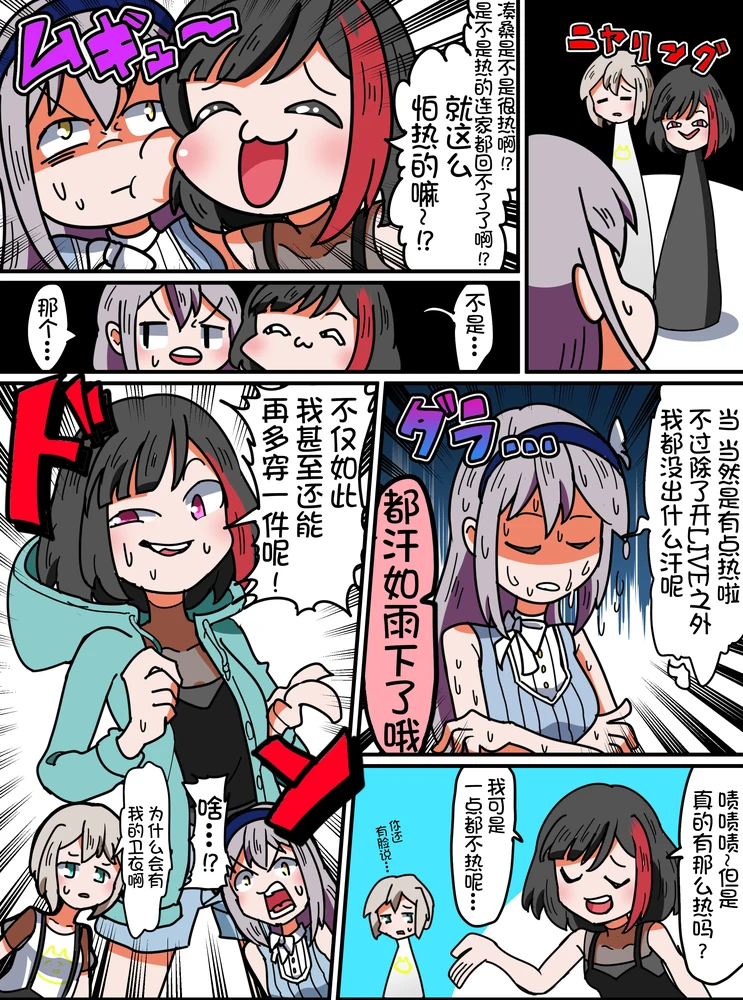 ニヤリング
凑桑是不是很热啊!?
是不是热的连家都回不了了啊!?
就这么
怕热的嘛~!?
ムギュー~
不是…
那个…
当 当然是有点热啦
不过除了开LIVE之外
我都没出什么汗呢
ダラ…
都汗如雨下了哦
不仅如此
我甚至还能
再多穿一件呢!
ドン
啥…!?
为什么会有
我的卫衣啊
啧啧啧~但是
真的有那么热吗?
我可是
一点都不热呢…
你还
有脸说…